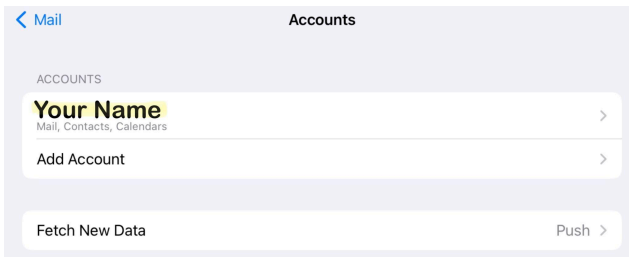 Mail Accounts
ACCOUNTS
Your Name
Mail, Contacts, Calendars
Add Account
Fetch New Data Push